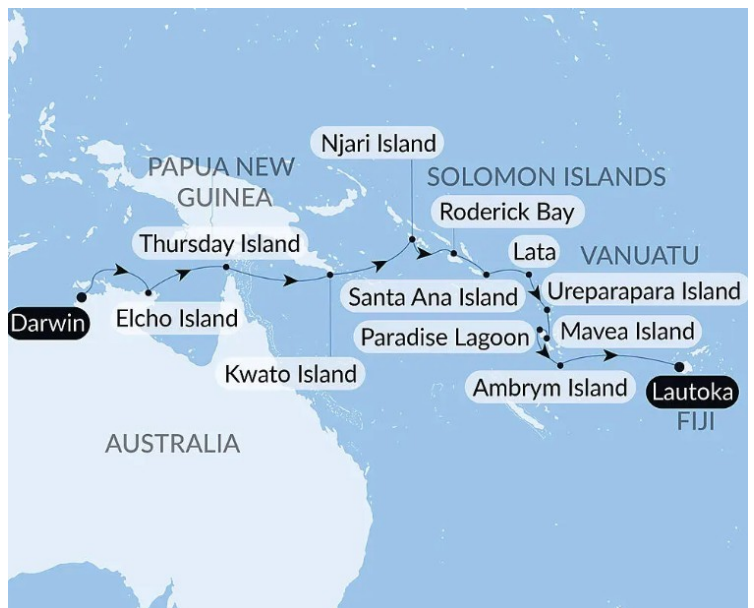 Njari Island
PAPUA NEW
GUINEA
SOLOMON ISLANDS
Roderick Bay
Thursday Island
Lata
VANUATU
Santa Ana Island
Ureparapara Island
Darwin
Elcho Island
Paradise Lagoon
Mavea Island
Kwato Island
Ambrym Island
Lautoka
FIJI
AUSTRALIA